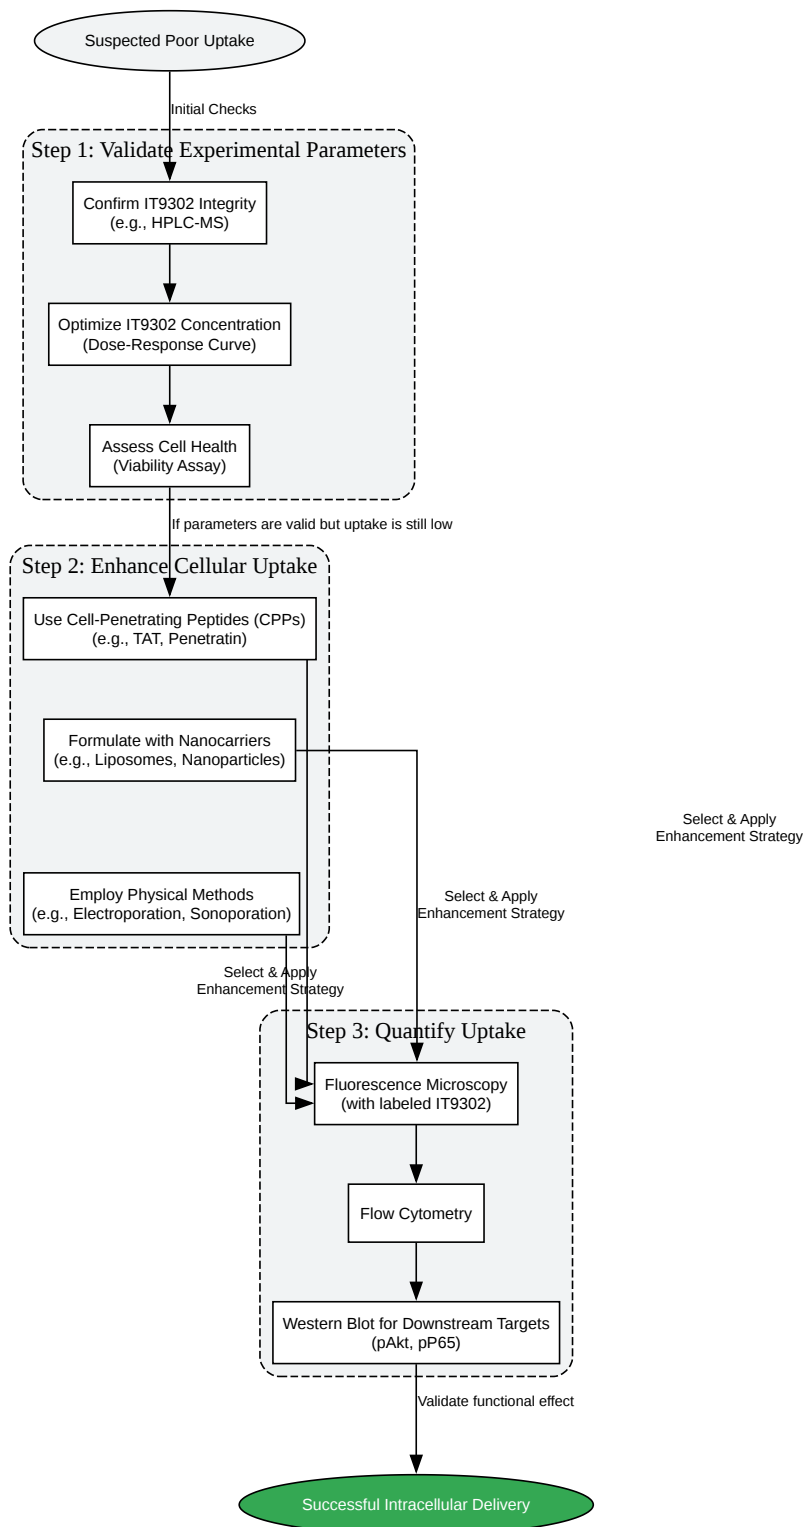 Suspected Poor Uptake
Initial Checks
Step 1: Validate Experimental Parameters
Confirm IT9302 Integrity
(e.g., HPLC-MS)
Optimize IT9302 Concentration
(Dose-Response Curve)
Assess Cell Health
(Viability Assay)
If parameters are valid but uptake is still low
Step 2: Enhance Cellular Uptake
Use Cell-Penetrating Peptides (CPPs)
(e.g., TAT, Penetratin)
Formulate with Nanocarriers
(e.g., Liposomes, Nanoparticles)
Select & Apply
Enhancement Strategy
Employ Physical Methods
(e.g., Electroporation, Sonoporation)
Select & Apply
Enhancement Strategy
Select & Apply
Enhancement Strategy
Step 3: Quantify Uptake
Fluorescence Microscopy
(with labeled IT9302)
Flow Cytometry
Western Blot for Downstream Targets
(pAkt, pP65)
Validate functional effect
Successful Intracellular Delivery